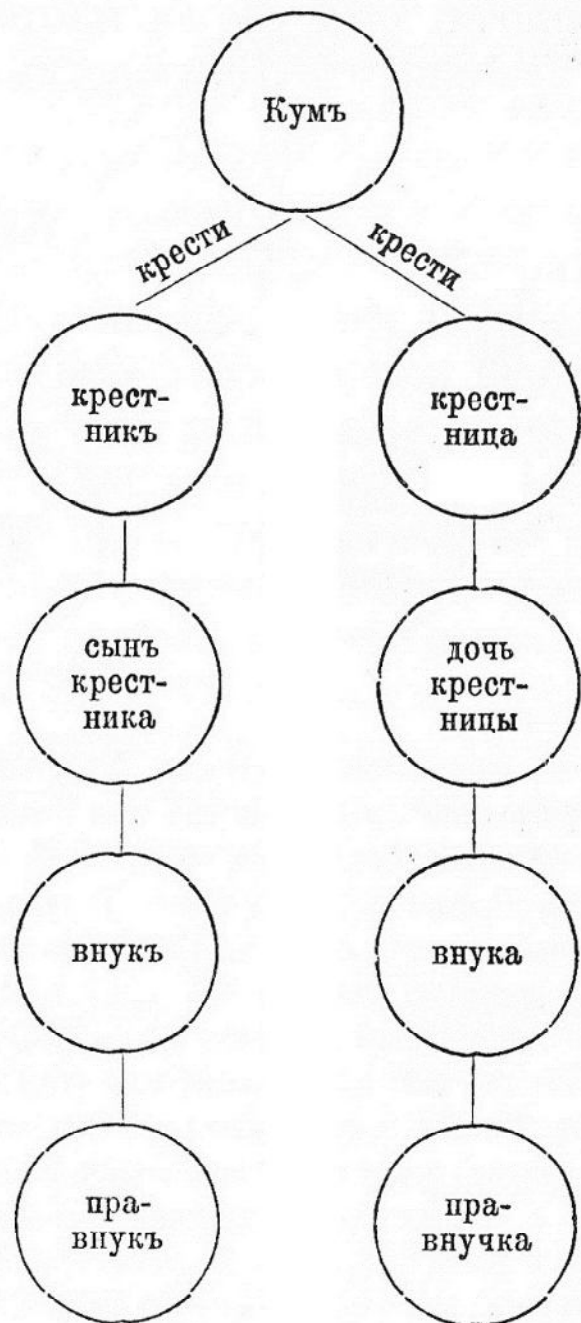 Кумъ
крести
крести
крест-
никъ
крест-
ница
сынъ
крест-
ника
дочь
крест-
ницы
внукъ
внука
пра-
внукъ
пра-
внучка